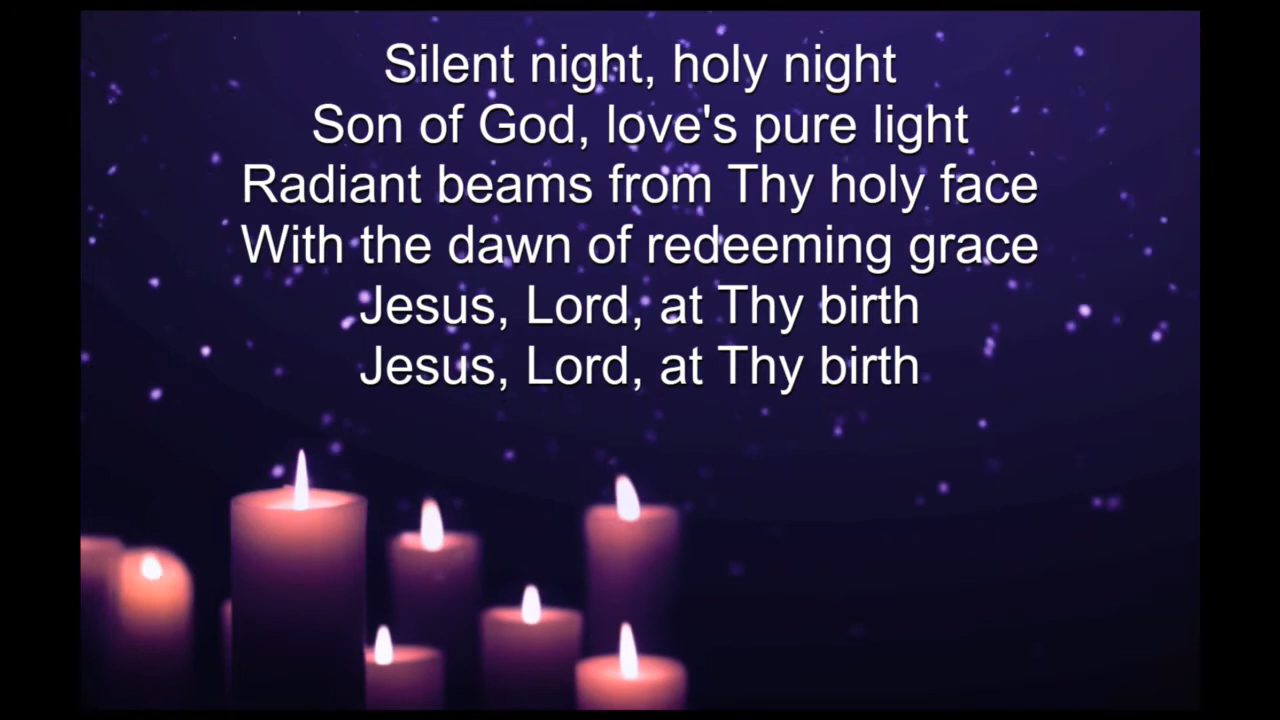 Silent night, holy night
Son of God, love's pure light
Radiant beams from Thy holy face
With the dawn of redeeming grace
Jesus, Lord, at Thy birth
Jesus, Lord, at Thy birth